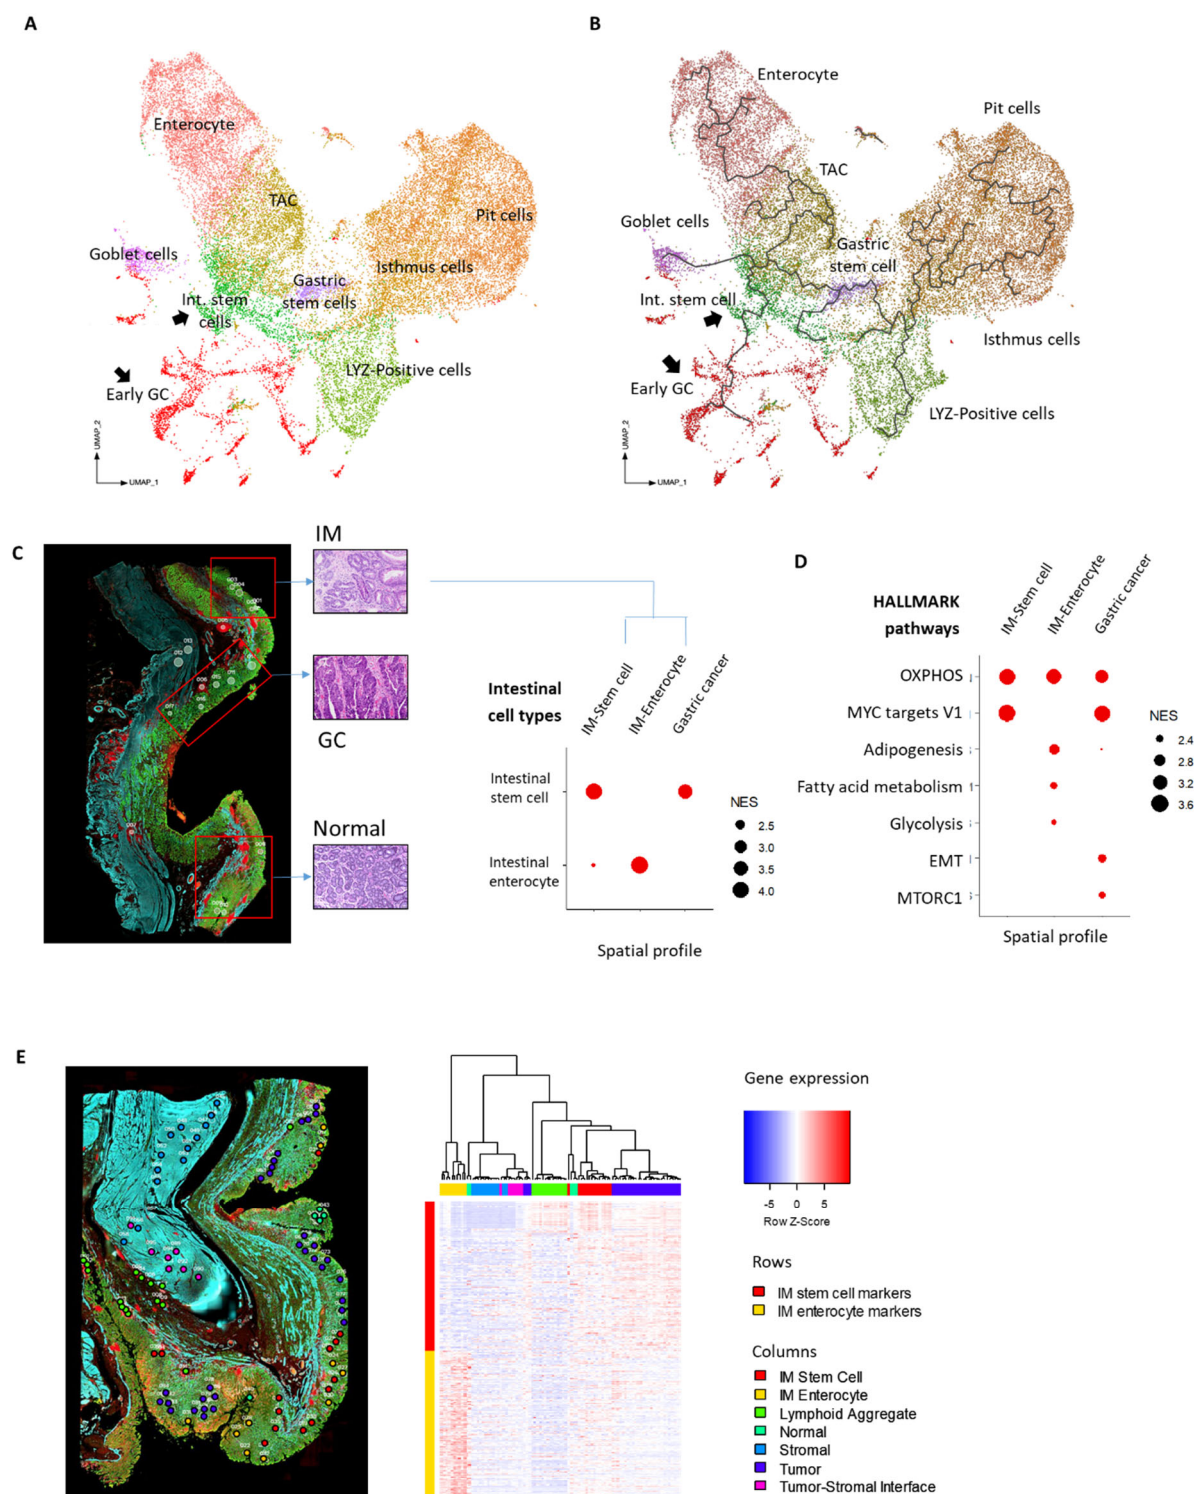 A
Enterocyte
TAC
Pit cells
Goblet cells
Isthmus cells
Gastric
stem cells
Int. stem
cells
LYZ-Positive cells
Early GC
UMAP_2
UMAP_1
B
Enterocyte
Pit cells
TAC
Goblet cells
Gastric
stem cell
Int. stem cell
Isthmus cells
Early GC
LYZ-Positive cells
UMAP_2
UMAP_1
C
IM
GC
Normal
Intestinal
cell types
IM-Stem cell
IM-Enterocyte
Gastric cancer
Intestinal
stem cell
Intestinal
enterocyte
NES
2.5
3.0
3.5
4.0
Spatial profile
D
HALLMARK
pathways
IM-Stem cell
IM-Enterocyte
Gastric cancer
OXPHOS
MYC targets V1
Adipogenesis
Fatty acid metabolism
Glycolysis
EMT
MTORC1
NES
2.4
2.8
3.2
3.6
Spatial profile
E
Gene expression
-5 0 5
Row Z-Score
Rows
IM stem cell markers
IM enterocyte markers
Columns
IM Stem Cell
IM Enterocyte
Lymphoid Aggregate
Normal
Stromal
Tumor
Tumor-Stromal Interface